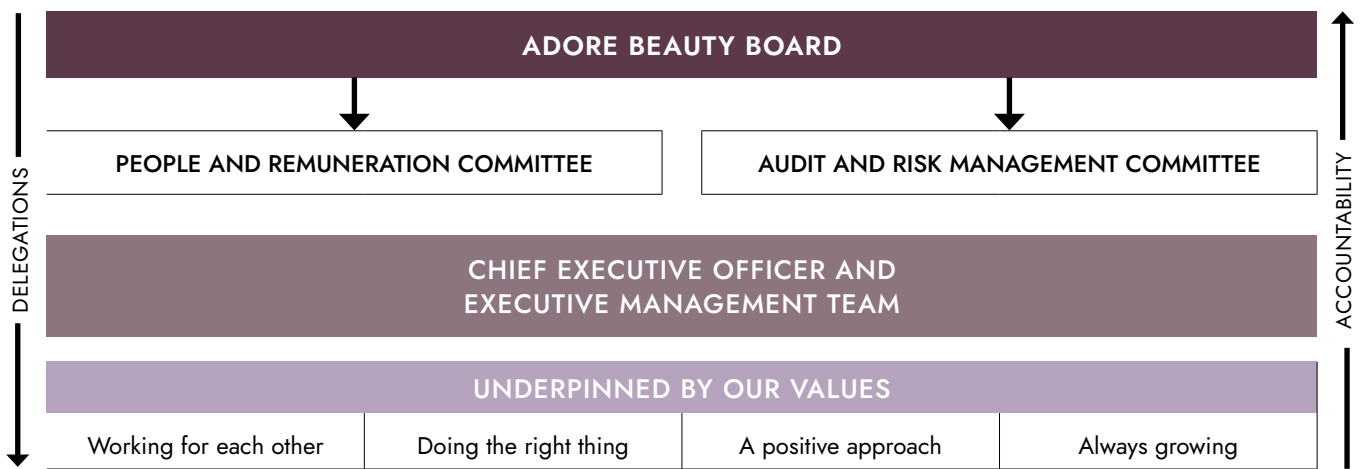 ADORE BEAUTY BOARD
PEOPLE AND REMUNERATION COMMITTEE
AUDIT AND RISK MANAGEMENT COMMITTEE
DELEGATIONS
ACCOUNTABILITY
CHIEF EXECUTIVE OFFICER AND
EXECUTIVE MANAGEMENT TEAM
UNDERPINNED BY OUR VALUES
Working for each other
Doing the right thing
A positive approach
Always growing